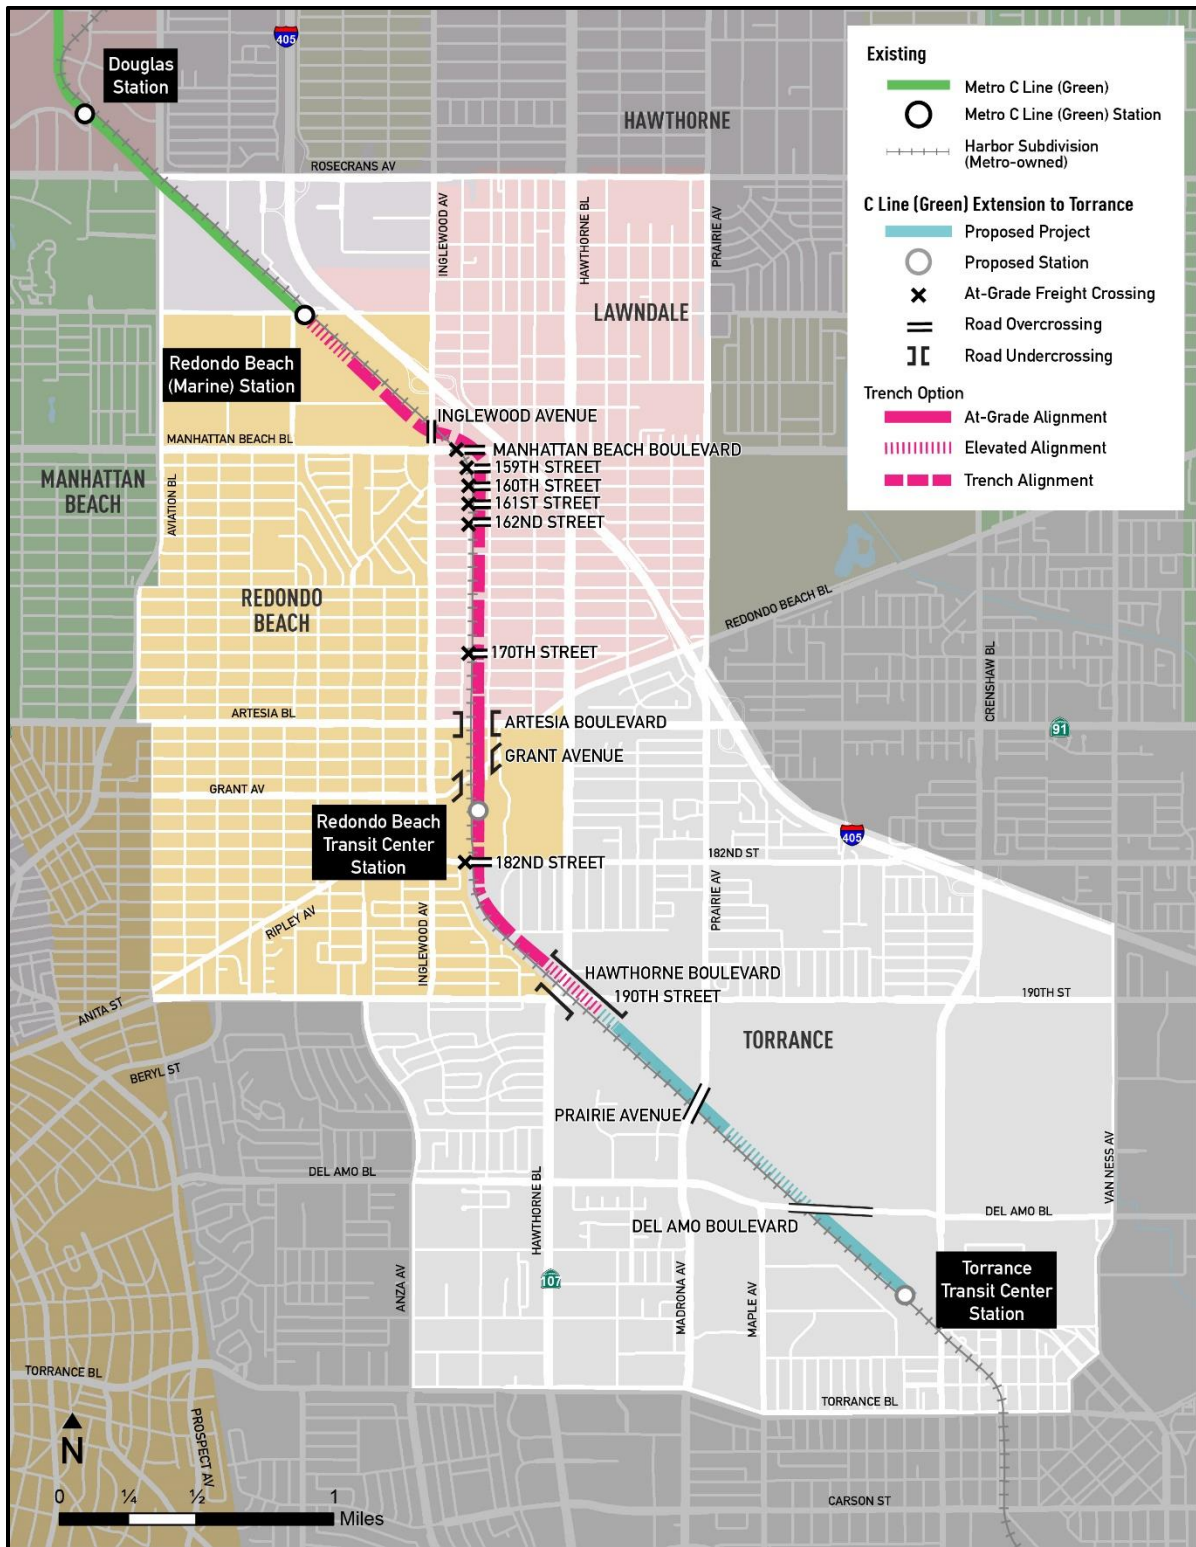 405
Douglas
Station
HAWTHORNE
ROSECRANS AV
INGLEWOOD AV
HAWTHORNE BL
PRAIRIE AV
LAWNDALE
Existing
Metro C Line (Green)
Metro C Line (Green) Station
Harbor Subdivision
(Metro-owned)
C Line (Green) Extension to Torrance
Proposed Project
Proposed Station
At-Grade Freight Crossing
Road Overcrossing
Road Undercrossing
Trench Option
At-Grade Alignment
Elevated Alignment
Trench Alignment
Redondo Beach
(Marine) Station
INGLEWOOD AVENUE
MANHATTAN BEACH BL
MANHATTAN BEACH BOULEVARD
159TH STREET
160TH STREET
161ST STREET
162ND STREET
MANHATTAN
BEACH
AVIATION BL
REDONDO
BEACH
REDONDO BEACH BL
170TH STREET
CRENSHAW BL
ARTESIA BL
ARTESIA BOULEVARD
91
GRANT AVENUE
GRANT AV
Redondo Beach
Transit Center
Station
405
182ND STREET
182ND ST
RIPLEY AV
INGLEWOOD AV
PRAIRIE AV
HAWTHORNE BOULEVARD
190TH STREET
190TH ST
ANITA ST
TORRANCE
BERYL ST
PRAIRIE AVENUE
DEL AMO BL
HAWTHORNE BL
VAN NESS AV
DEL AMO BOULEVARD
DEL AMO BL
107
ANZA AV
MADRONA AV
MAPLE AV
Torrance
Transit Center
Station
TORRANCE BL
TORRANCE BL
PROSPECT AV
N
0 ¼ ½ 1
Miles
CARSON ST